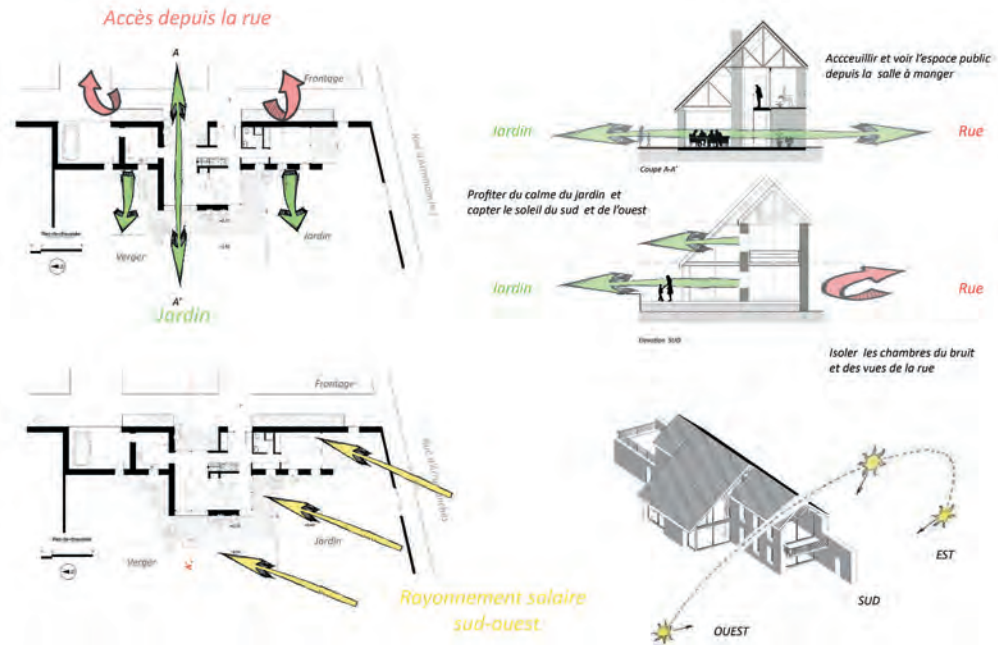 Accès depuis la rue
A
Frontage
Verger
Jardin
A'
Jardin
Accceuillir et voir l'espace public
depuis la salle à manger
Jardin
Rue
Coupe A-A'
Profiter du calme du jardin et
capter le soleil du sud et de l'ouest
Jardin
Rue
Elevation SUD
Isoler les chambres du bruit
et des vues de la rue
Frontage
Verger
A'
Jardin
Rayonnement solaire
sud-ouest
EST
SUD
OUEST